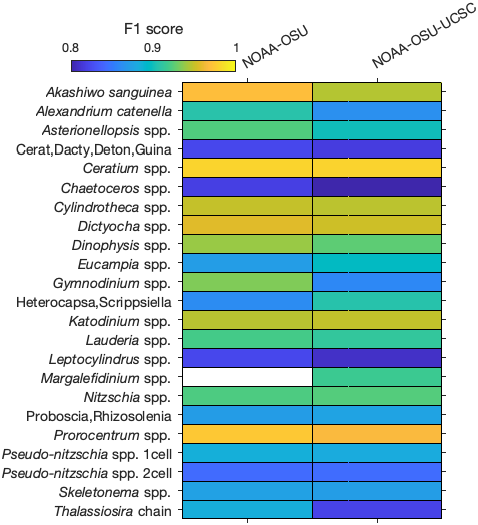 F1 score
0.8 0.9 1
NOAA-OSU NOAA-OSU-UCSC
Akashiwo sanguinea
Alexandrium catenella
Asterionellopsis spp.
Cerat,Dacty,Deton,Guina
Ceratium spp.
Chaetoceros spp.
Cylindrotheca spp.
Dictyocha spp.
Dinophysis spp.
Eucampia spp.
Gymnodinium spp.
Heterocapsa,Scrippsiella
Katodinium spp.
Lauderia spp.
Leptocylindrus spp.
Margalefidinium spp.
Nitzschia spp.
Proboscia,Rhizosolenia
Prorocentrum spp.
Pseudo-nitzschia spp. 1cell
Pseudo-nitzschia spp. 2cell
Skeletonema spp.
Thalassiosira chain